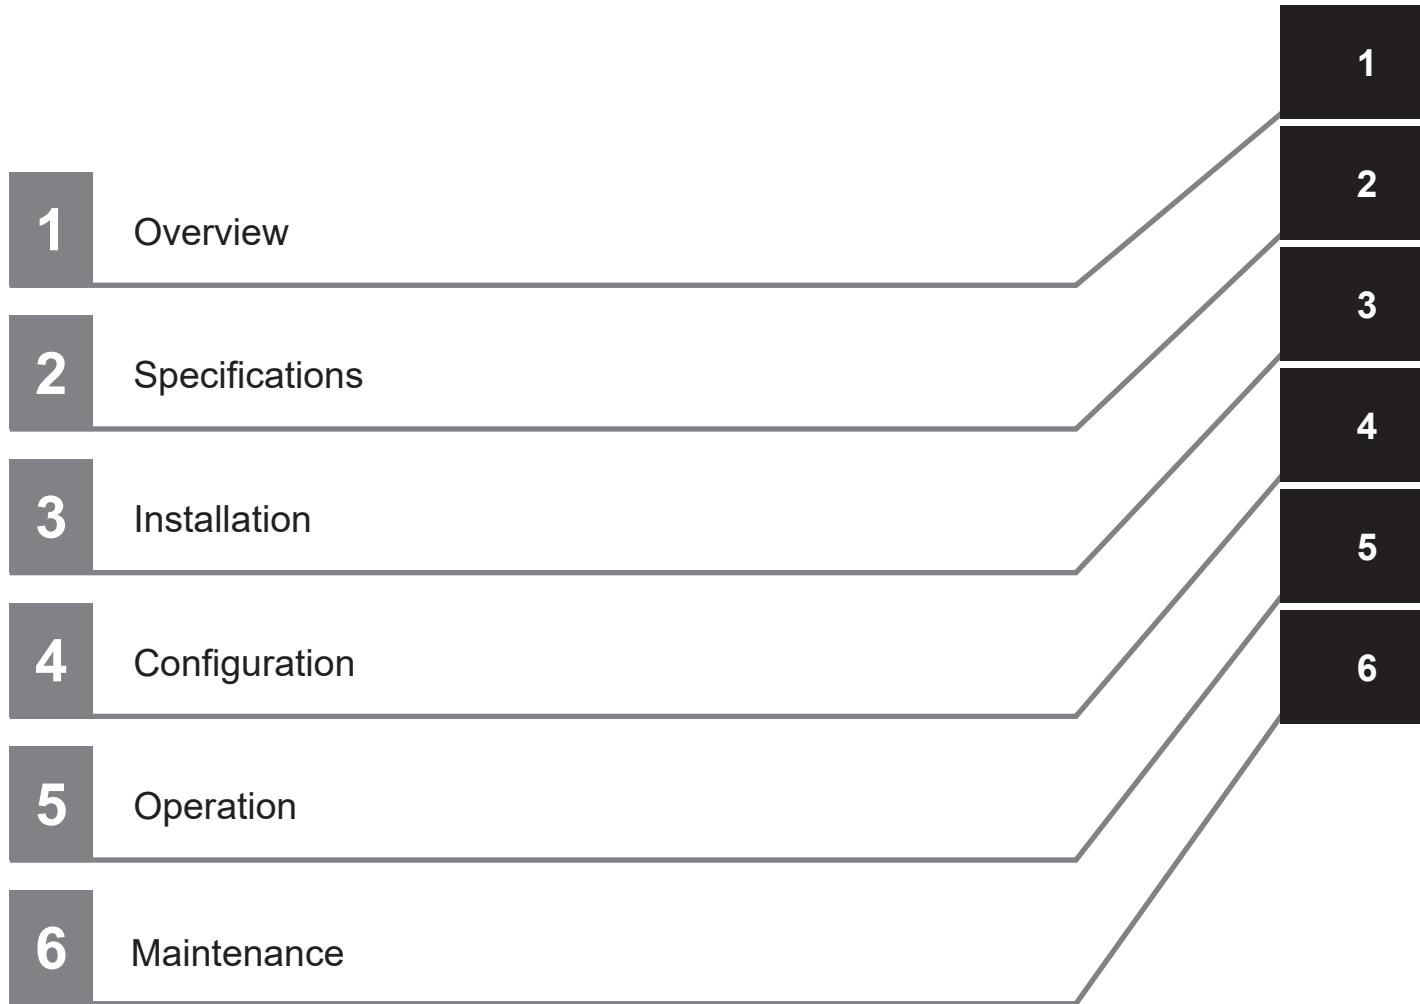 1 Overview
2 Specifications
3 Installation
4 Configuration
5 Operation
6 Maintenance
1
2
3
4
5
6